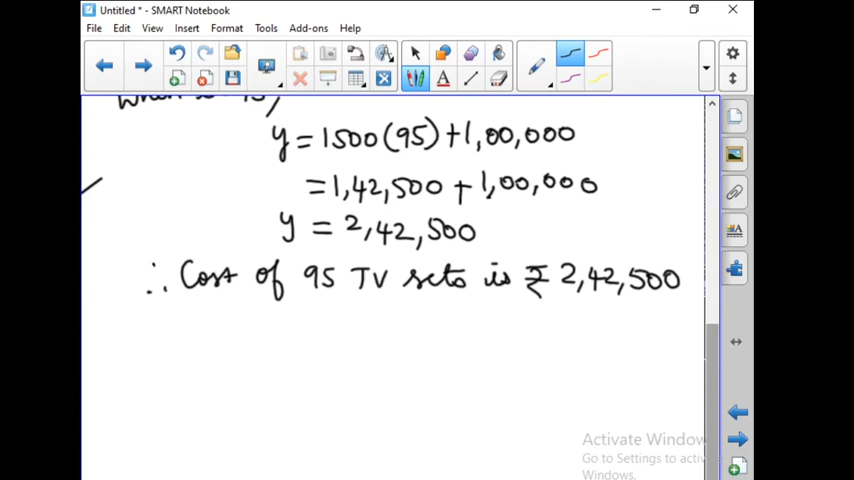 Untitled * - SMART Notebook
File Edit View Insert Format Tools Add-ons Help
y = 1500(95) + 1,00,000
= 1,42,500 + 1,00,000
y = 2,42,500
∴ Cost of 95 TV sets is ₹ 2,42,500
Activate Window
Go to Settings to activ
Windows.